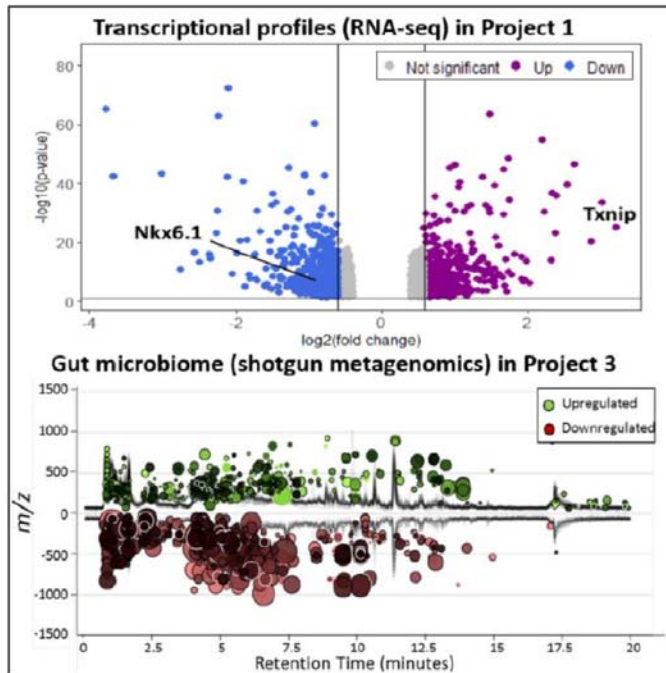 Transcriptional profiles (RNA-seq) in Project 1
Not significant Up Down
80
60
40
20
0
-log10(p-value)
Nkx6.1
Txnip
-4 -2 0 2
log2(fold change)
Gut microbiome (shotgun metagenomics) in Project 3
Upregulated
Downregulated
1500
1000
500
0
-500
-1000
-1500
m/z
0 2.5 5 7.5 10 12.5 15 17.5 20
Retention Time (minutes)